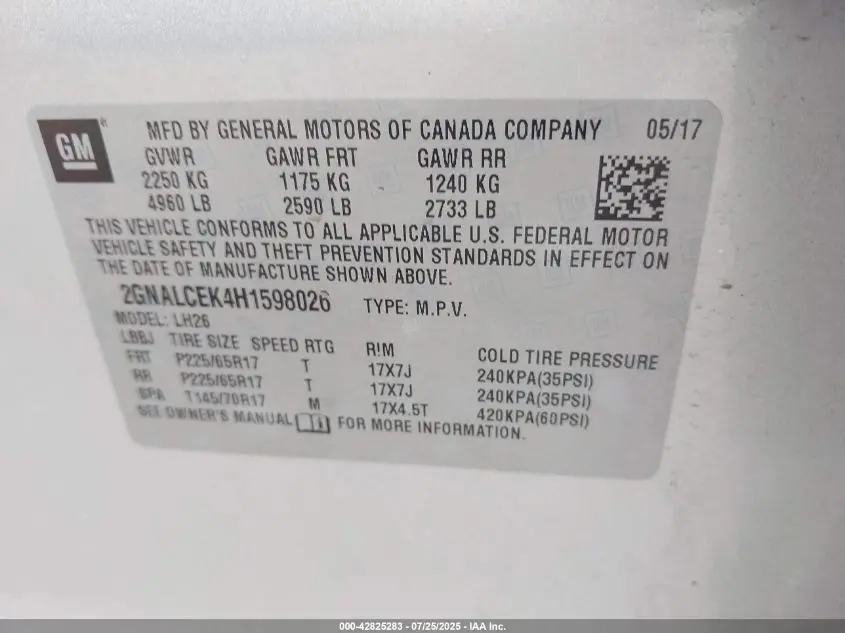 GM
MFD BY GENERAL MOTORS OF CANADA COMPANY 05/17
GVWR GAWR FRT GAWR RR
2250 KG 1175 KG 1240 KG
4960 LB 2590 LB 2733 LB
THIS VEHICLE CONFORMS TO ALL APPLICABLE U.S. FEDERAL MOTOR
VEHICLE SAFETY AND THEFT PREVENTION STANDARDS IN EFFECT ON
THE DATE OF MANUFACTURE SHOWN ABOVE.
2GNALCEK4H1598026 TYPE: M.P.V.
MODEL: LH26
LBBJ TIRE SIZE SPEED RTG RIM COLD TIRE PRESSURE
FRT P225/65R17 T 17X7J 240KPA(35PSI)
RR P225/65R17 T 17X7J 240KPA(35PSI)
SPA T145/70R17 M 17X4.5T 420KPA(60PSI)
SEE OWNER'S MANUAL FOR MORE INFORMATION.
000-42825283 - 07/25/2025 - IAA Inc.